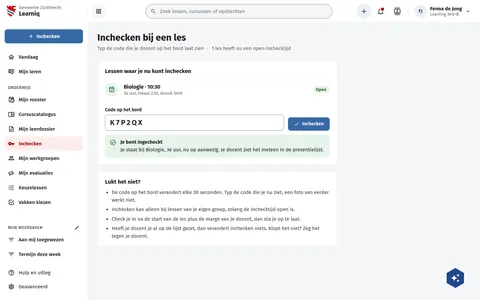 Gemeente Zuiddrecht
Learniq
Zoek lessen, cursussen of opdrachten
FJ
Fenna de Jong
Leerling 3HV-B
Inchecken
Vandaag
Mijn leren
ONDERWIJS
Mijn rooster
Cursuscatalogus
Mijn leerdossier
Inchecken
Mijn werkgroepen
Mijn evaluaties
Keuzelessen
Vakken kiezen
MIJN WEERGAVEN
Aan mij toegewezen
Termijn deze week
Hulp en uitleg
Geavanceerd
Inchecken bij een les
Typ de code die je docent op het bord laat zien · 1 les heeft nu een open inchecktijd
Lessen waar je nu kunt inchecken
Biologie · 10:30
3e uur, lokaal 2.10, Anouk Smit
Open
Code op het bord
K7P2QX
Inchecken
Je bent ingecheckt
Je staat bij Biologie, 3e uur, nu op aanwezig. Je docent ziet het meteen in de presentielijst.
Lukt het niet?
De code op het bord verandert elke 30 seconden. Typ de code die je nu ziet, een foto van eerder
werkt niet.
Inchecken kan alleen bij lessen van je eigen groep, zolang de inchecktijd open is.
Check je in na de start van de les plus de marge van je docent, dan sta je op te laat.
Heeft je docent je al op de lijst gezet, dan verandert inchecken niets. Klopt het niet? Zeg het
tegen je docent.